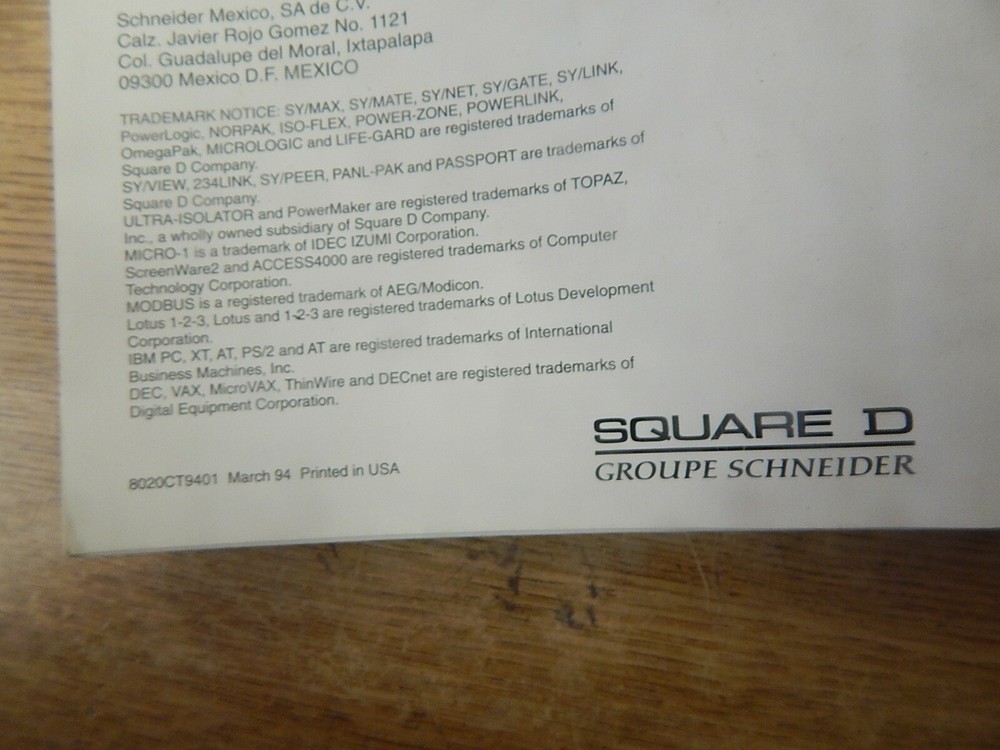 Schneider Mexico, SA de C.V.
Calz. Javier Rojo Gomez No. 1121
Col. Guadalupe del Moral, Ixtapalapa
09300 Mexico D.F. MEXICO
TRADEMARK NOTICE: SY/MAX, SY/MATE, SY/NET, SY/GATE, SY/LINK,
PowerLogic, NORPAK, ISO-FLEX, POWER-ZONE, POWERLINK,
OmegaPak, MICROLOGIC and LIFE-GARD are registered trademarks of
Square D Company.
SY/VIEW, 234LINK, SY/PEER, PANL-PAK and PASSPORT are trademarks of
Square D Company.
ULTRA-ISOLATOR and PowerMaker are registered trademarks of TOPAZ,
Inc., a wholly owned subsidiary of Square D Company.
MICRO-1 is a trademark of IDEC IZUMI Corporation.
ScreenWare2 and ACCESS4000 are registered trademarks of Computer
Technology Corporation.
MODBUS is a registered trademark of AEG/Modicon.
Lotus 1-2-3, Lotus and 1-2-3 are registered trademarks of Lotus Development
Corporation.
IBM PC, XT, AT, PS/2 and AT are registered trademarks of International
Business Machines, Inc.
DEC, VAX, MicroVAX, ThinWire and DECnet are registered trademarks of
Digital Equipment Corporation.
8020CT9401 March 94 Printed in USA
SQUARE D
GROUPE SCHNEIDER